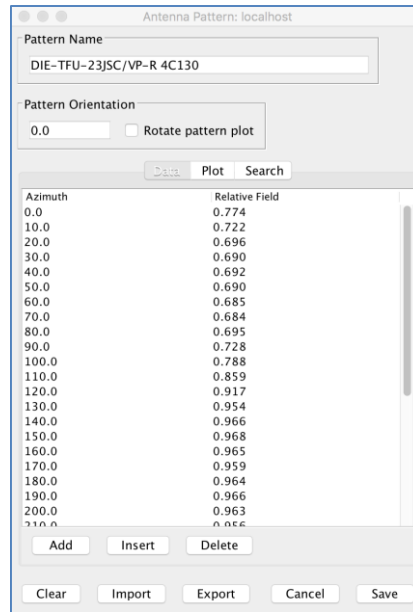 Antenna Pattern: localhost
Pattern Name
DIE-TFU-23JSC/VP-R 4C130
Pattern Orientation
0.0 Rotate pattern plot
Data Plot Search
Azimuth Relative Field
0.0 0.774
10.0 0.722
20.0 0.696
30.0 0.690
40.0 0.692
50.0 0.690
60.0 0.685
70.0 0.684
80.0 0.695
90.0 0.728
100.0 0.788
110.0 0.859
120.0 0.917
130.0 0.954
140.0 0.966
150.0 0.968
160.0 0.965
170.0 0.959
180.0 0.964
190.0 0.966
200.0 0.963
210.0 0.956
Add Insert Delete
Clear Import Export Cancel Save